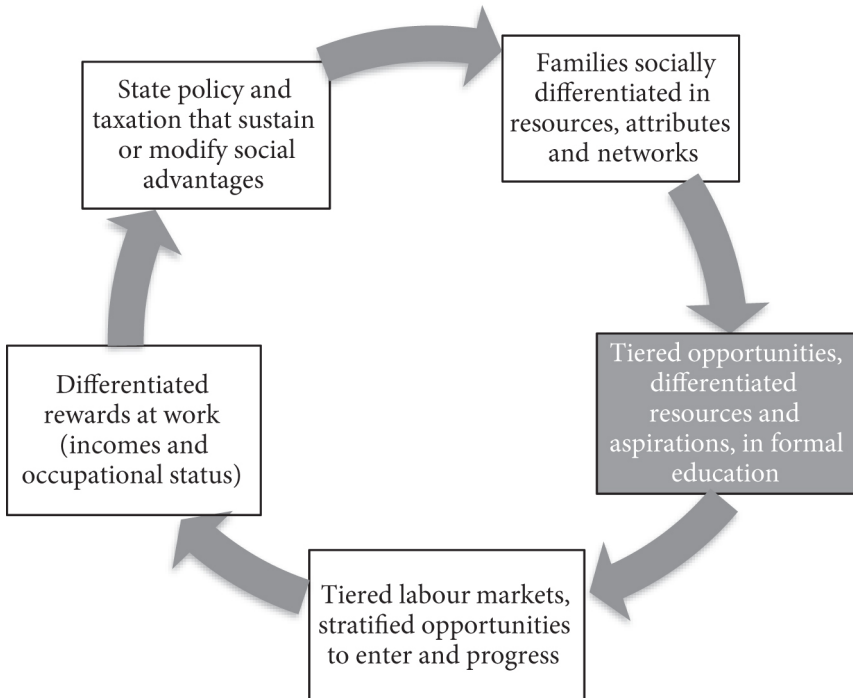 State policy and
taxation that sustain
or modify social
advantages
Families socially
differentiated in
resources, attributes
and networks
Tiered opportunities,
differentiated
resources and
aspirations, in formal
education
Tiered labour markets,
stratified opportunities
to enter and progress
Differentiated
rewards at work
(incomes and
occupational status)